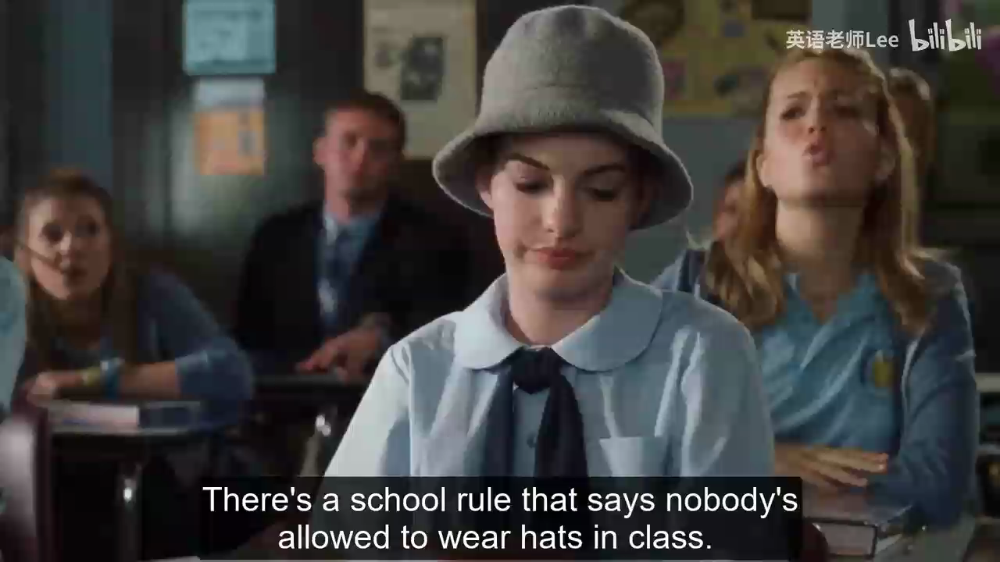 英语老师Lee bilibili
There's a school rule that says nobody's
allowed to wear hats in class.